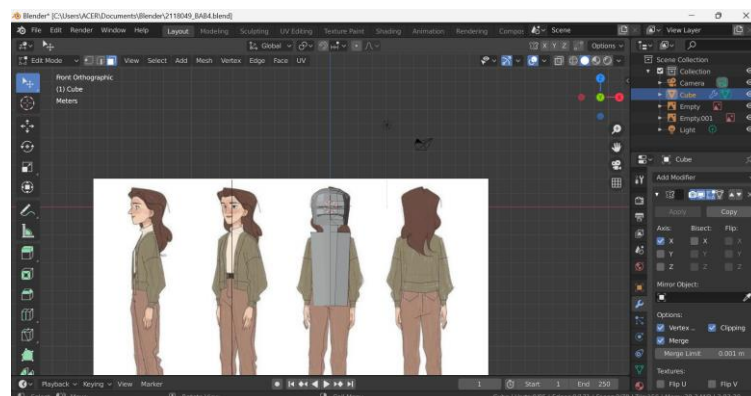 Blender* [C:\Users\ACER\Documents\Blender\2118049_BAB4.blend]
File Edit Render Window Help Layout Modeling Sculpting UV Editing Texture Paint Shading Animation Rendering Compos Scene View Layer
Global Options
Edit Mode View Select Add Mesh Vertex Edge Face UV
Front Orthographic
(1) Cube
Meters
Scene Collection
Collection
Camera
Cube
Empty
Empty.001
Light
Cube
Add Modifier
Apply Copy
Axis: Bisect: Flip:
X X X
Y Y Y
Z Z Z
Mirror Object:
Options:
Vertex .. Clipping
Merge
Merge Limit 0.001 m
Textures:
Flip U Flip V
Playback Keying View Marker 1 Start 1 End 250